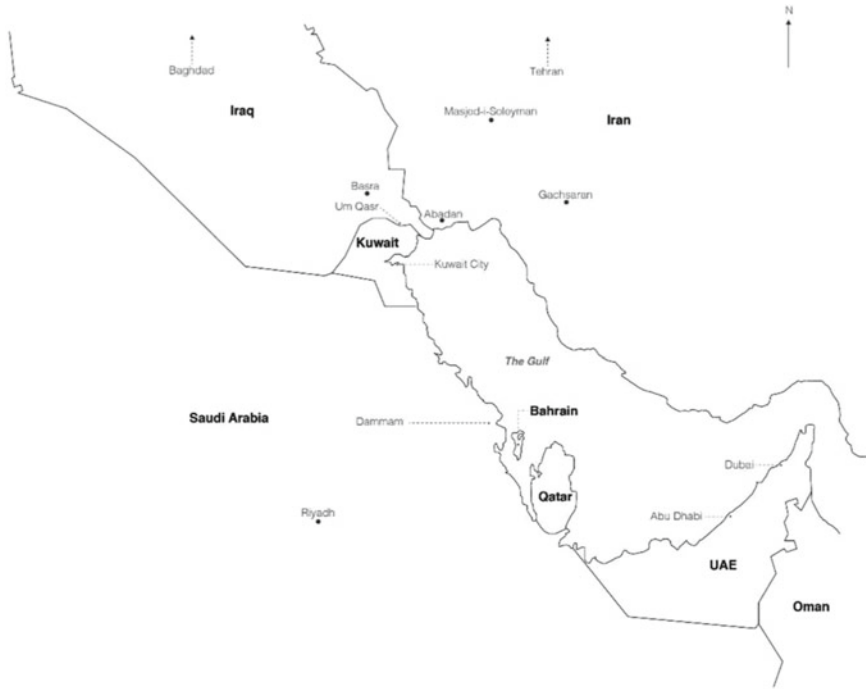 N
Baghdad
Tehran
Iraq
Masjed-i-Soleyman
Iran
Basra
Gachsaran
Um Qasr
Abadan
Kuwait
Kuwait City
The Gulf
Saudi Arabia
Dammam
Bahrain
Dubai
Qatar
Riyadh
Abu Dhabi
UAE
Oman